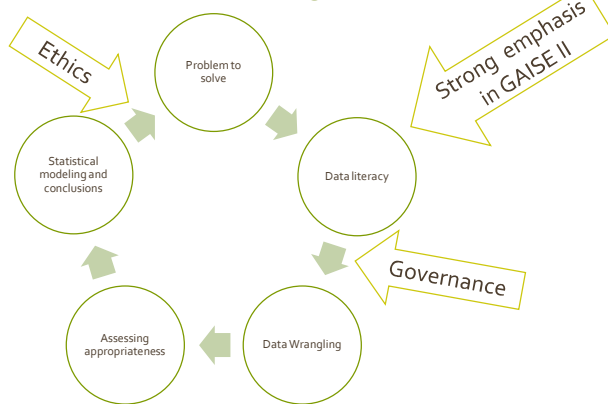 Ethics
Problem to
solve
Strong emphasis
in GAISE II
Statistical
modeling and
conclusions
Data literacy
Governance
Assessing
appropriateness
Data Wrangling